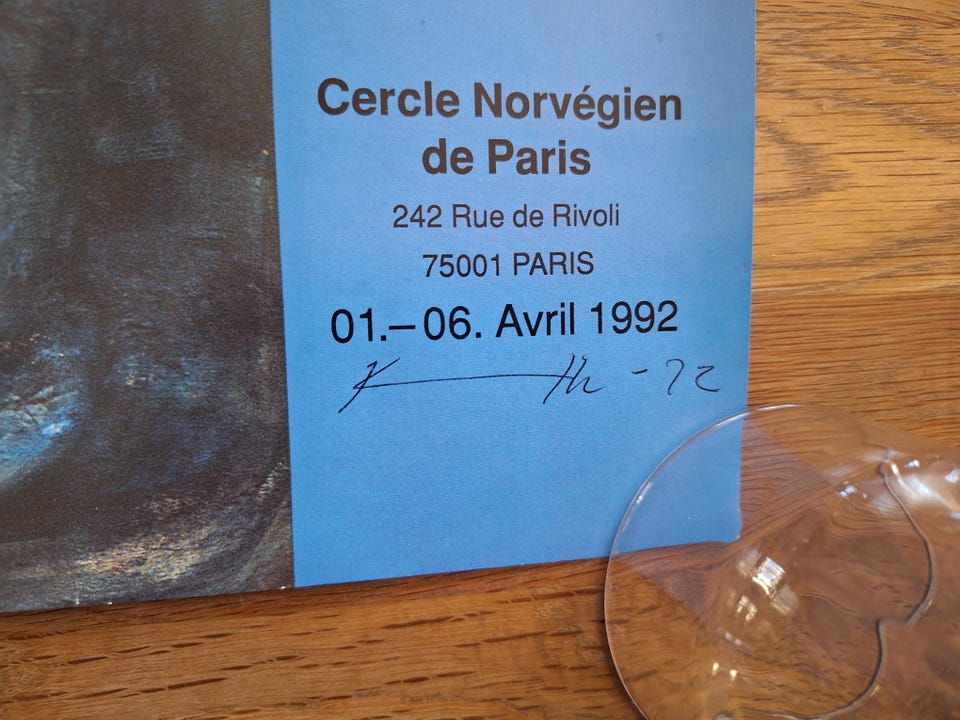 Cercle Norvégien
de Paris
242 Rue de Rivoli
75001 PARIS
01.–06. Avril 1992